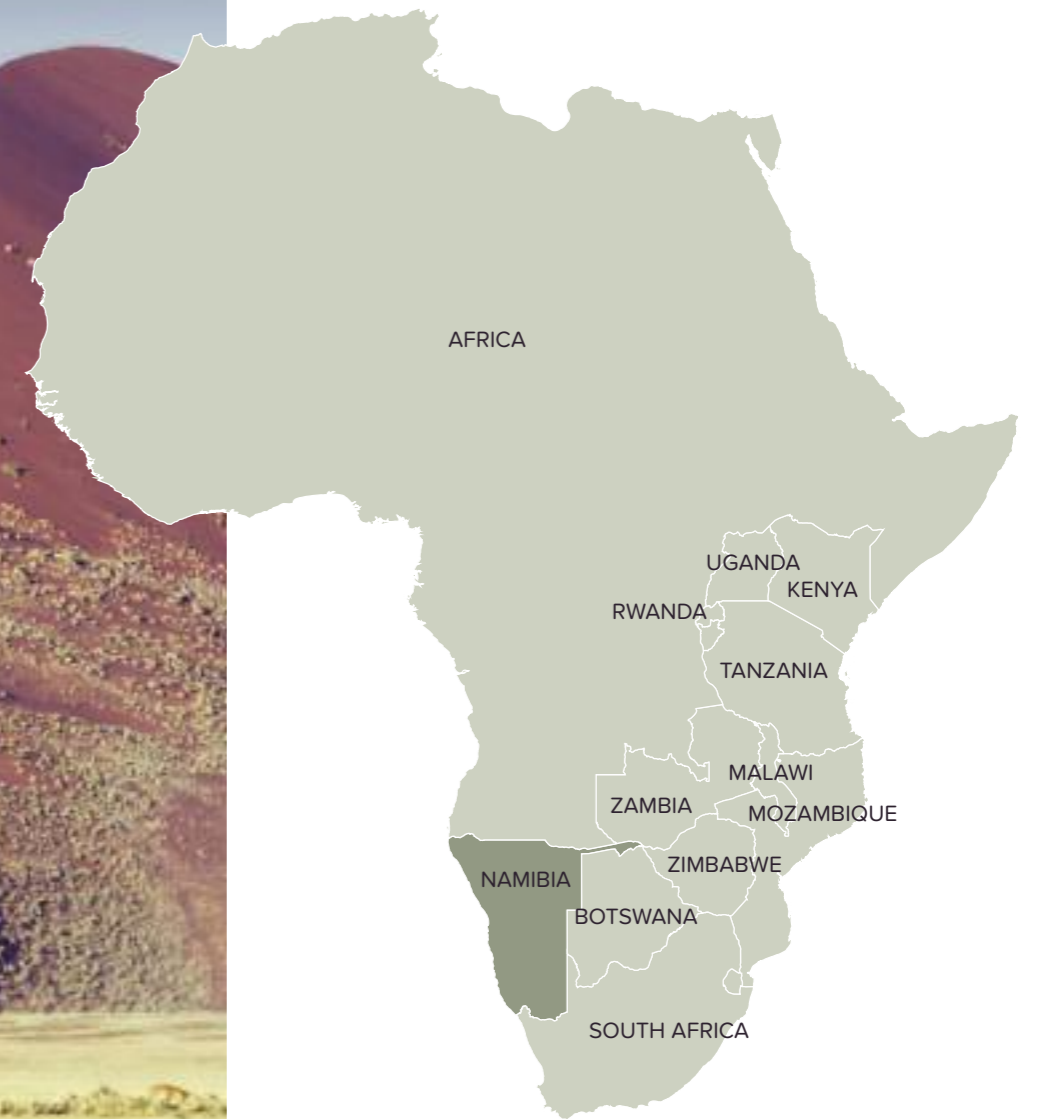 AFRICA
UGANDA
KENYA
RWANDA
TANZANIA
MALAWI
ZAMBIA
MOZAMBIQUE
ZIMBABWE
NAMIBIA
BOTSWANA
SOUTH AFRICA